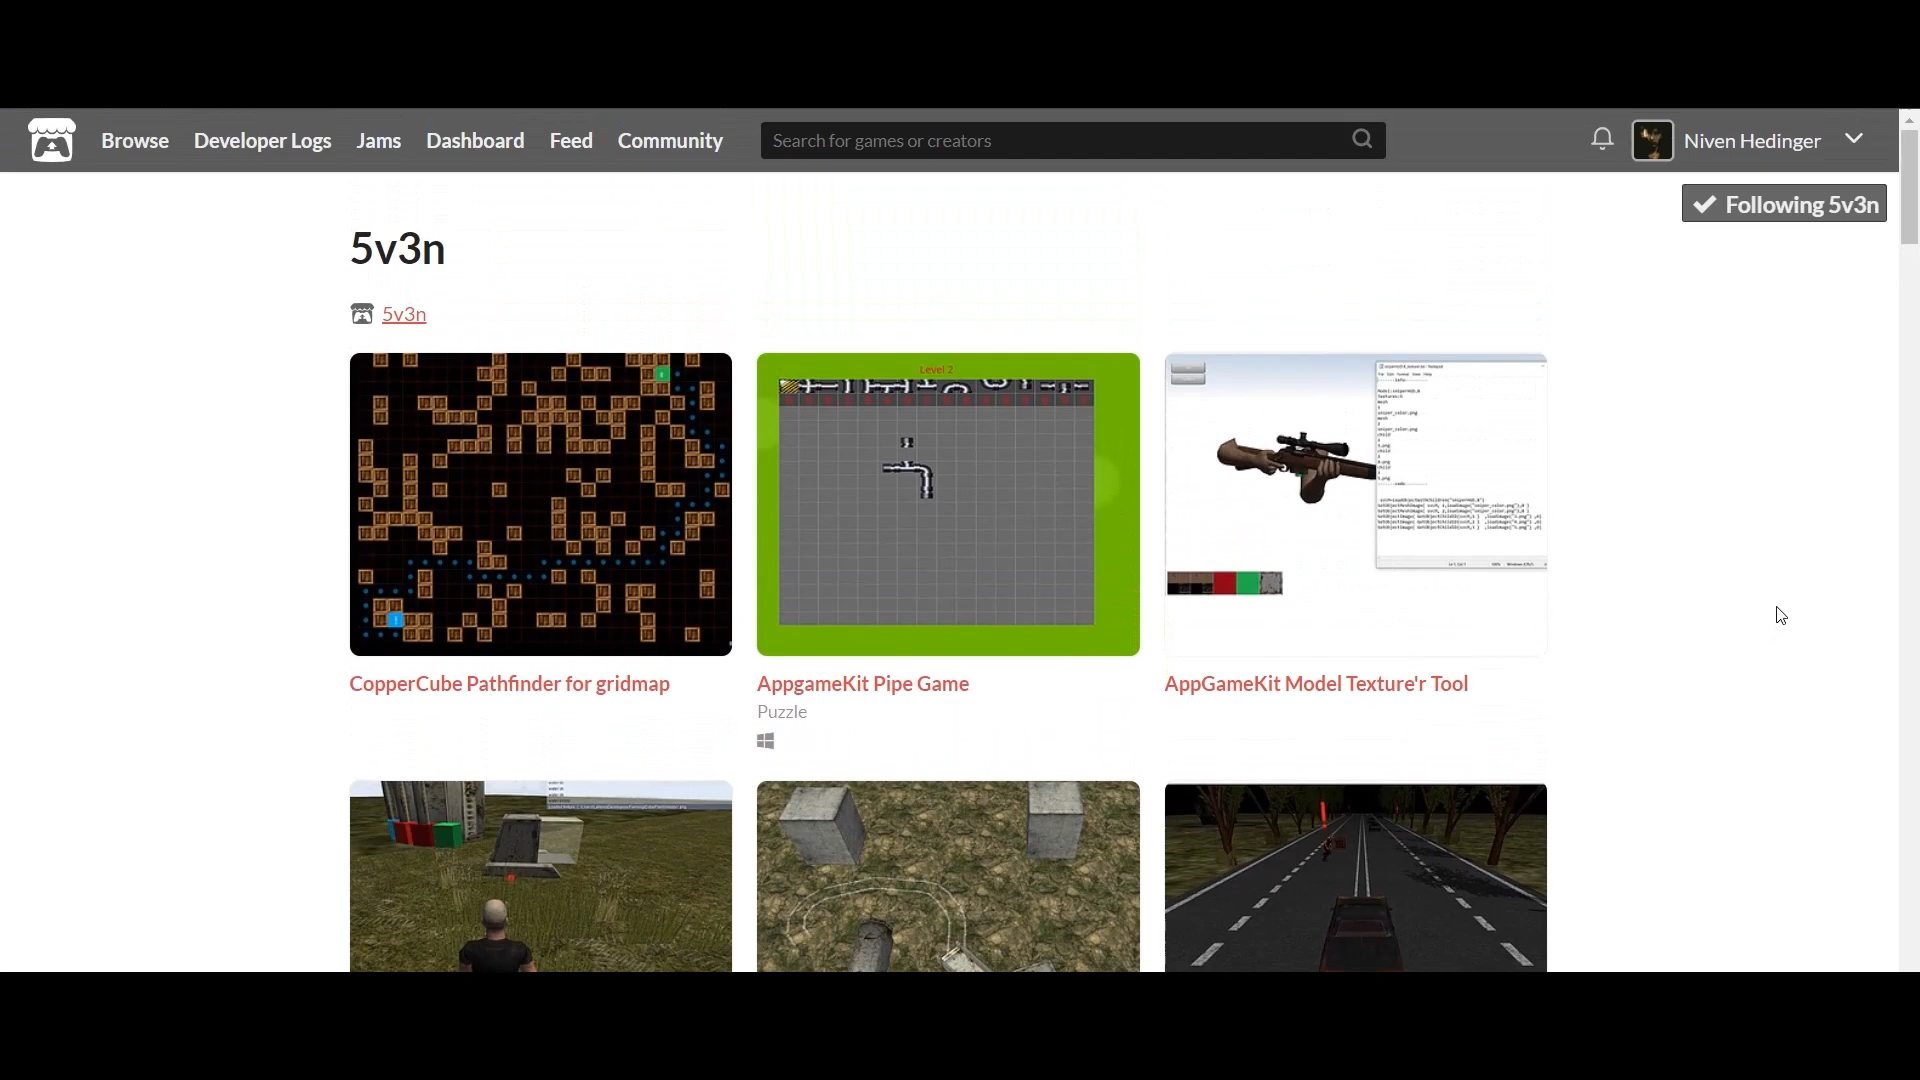 Browse Developer Logs Jams Dashboard Feed Community Search for games or creators Niven Hedinger
Following 5v3n
5v3n
5v3n
Level 2
CopperCube Pathfinder for gridmap
AppgameKit Pipe Game
AppGameKit Model Texture'r Tool
Puzzle